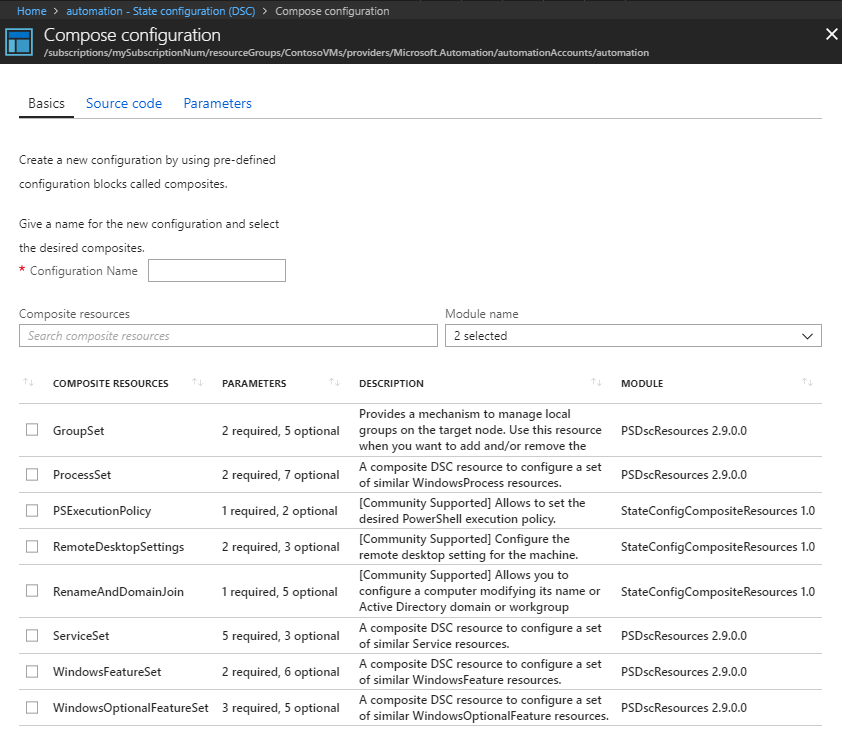 Home > automation - State configuration (DSC) > Compose configuration
Compose configuration
/subscriptions/mySubscriptionNum/resourceGroups/ContosoVMs/providers/Microsoft.Automation/automationAccounts/automation
Basics Source code Parameters
Create a new configuration by using pre-defined
configuration blocks called composites.
Give a name for the new configuration and select
the desired composites.
* Configuration Name
Composite resources Module name
Search composite resources 2 selected
COMPOSITE RESOURCES PARAMETERS DESCRIPTION MODULE
Provides a mechanism to manage local
GroupSet 2 required, 5 optional groups on the target node. Use this resource PSDscResources 2.9.0.0
when you want to add and/or remove the
ProcessSet 2 required, 7 optional A composite DSC resource to configure a set PSDscResources 2.9.0.0
of similar WindowsProcess resources.
PSExecutionPolicy 1 required, 2 optional [Community Supported] Allows to set the StateConfigCompositeResources 1.0
desired PowerShell execution policy.
RemoteDesktopSettings 2 required, 3 optional [Community Supported] Configure the StateConfigCompositeResources 1.0
remote desktop setting for the machine.
[Community Supported] Allows you to
RenameAndDomainJoin 1 required, 5 optional configure a computer modifying its name or StateConfigCompositeResources 1.0
Active Directory domain or workgroup
ServiceSet 5 required, 3 optional A composite DSC resource to configure a set PSDscResources 2.9.0.0
of similar Service resources.
WindowsFeatureSet 2 required, 6 optional A composite DSC resource to configure a set PSDscResources 2.9.0.0
of similar WindowsFeature resources.
WindowsOptionalFeatureSet 3 required, 5 optional A composite DSC resource to configure a set PSDscResources 2.9.0.0
of similar WindowsOptionalFeature resources.